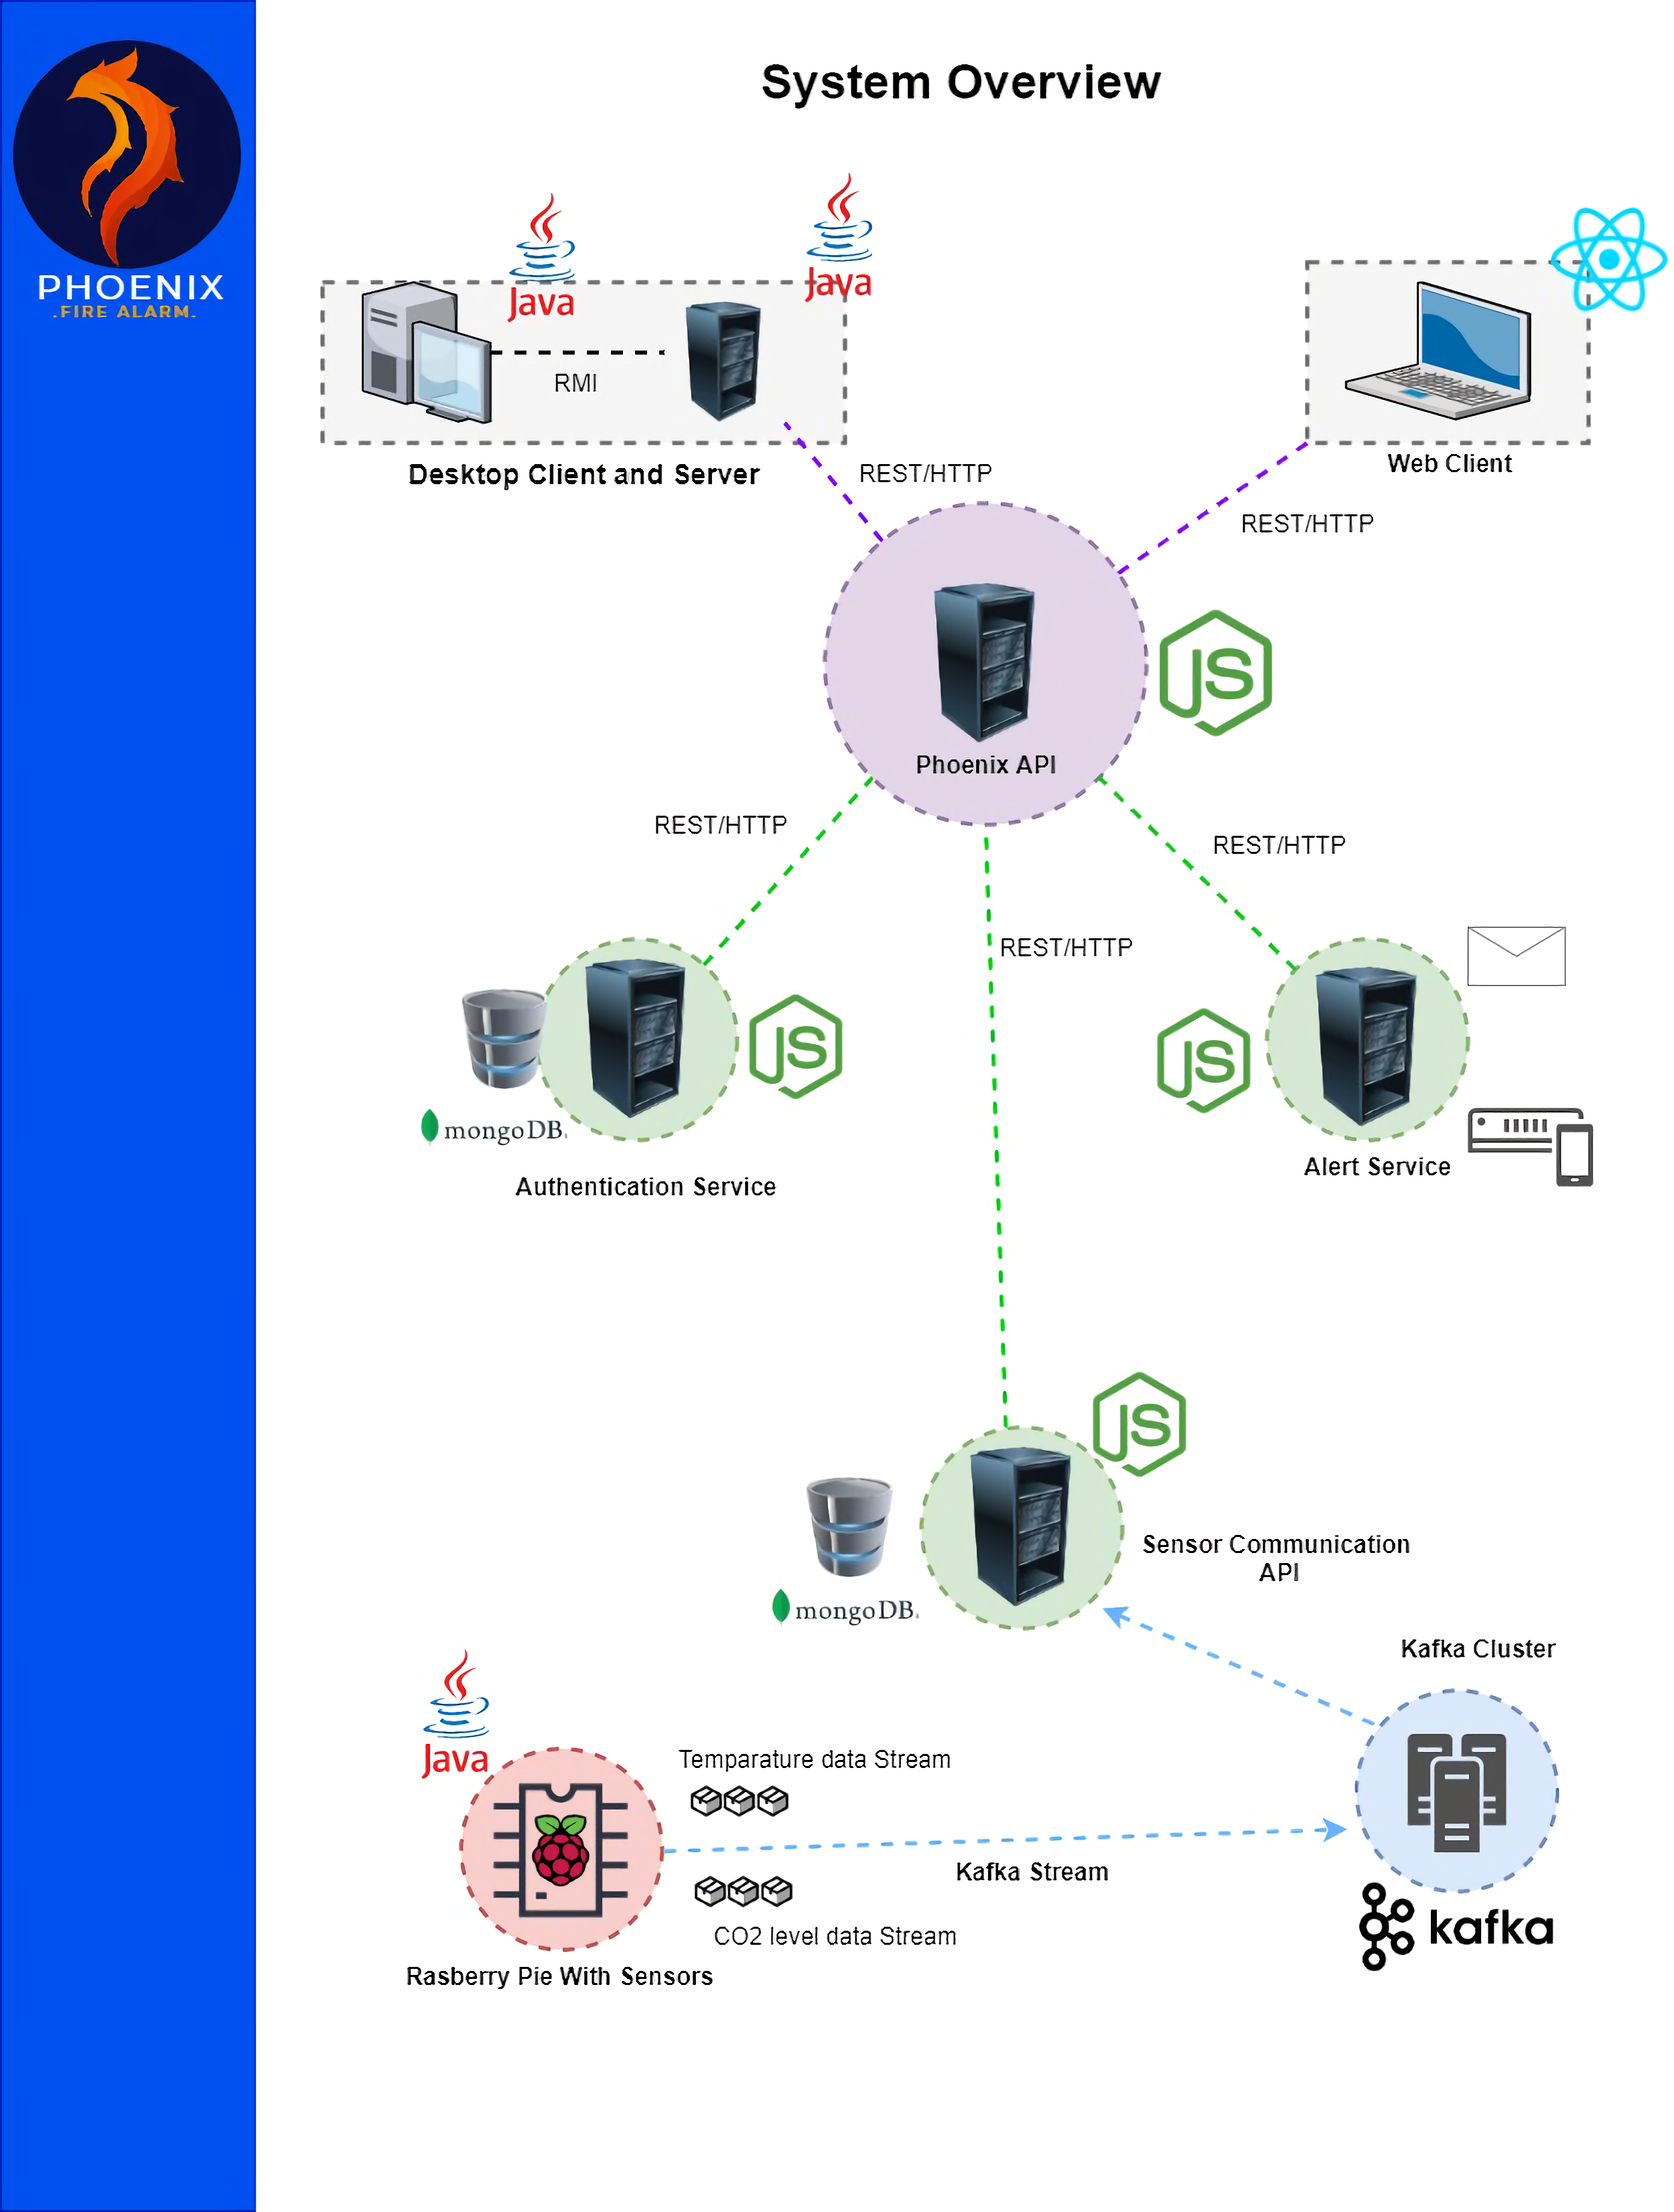 System Overview
PHOENIX
.FIRE ALARM.
Java
Java
RMI
Desktop Client and Server
REST/HTTP
Web Client
REST/HTTP
JS
Phoenix API
REST/HTTP
REST/HTTP
REST/HTTP
JS
mongoDB.
Authentication Service
JS
Alert Service
JS
mongoDB.
Sensor Communication
API
Kafka Cluster
Java
Temparature data Stream
Kafka Stream
CO2 level data Stream
kafka
Rasberry Pie With Sensors